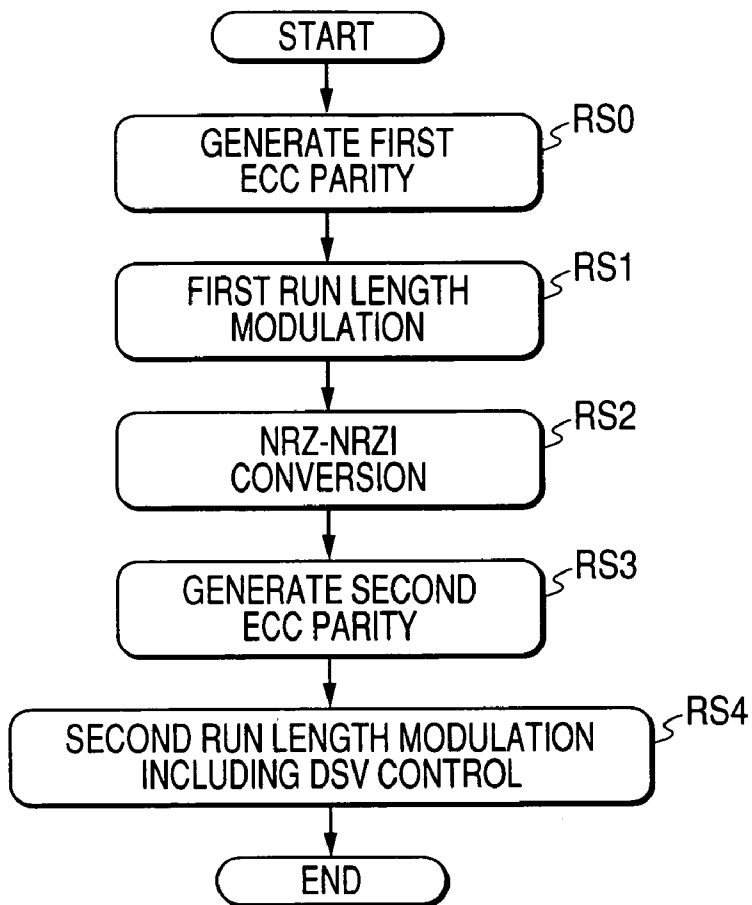 START
RS0
GENERATE FIRST
ECC PARITY
RS1
FIRST RUN LENGTH
MODULATION
RS2
NRZ-NRZI
CONVERSION
RS3
GENERATE SECOND
ECC PARITY
RS4
SECOND RUN LENGTH MODULATION
INCLUDING DSV CONTROL
END